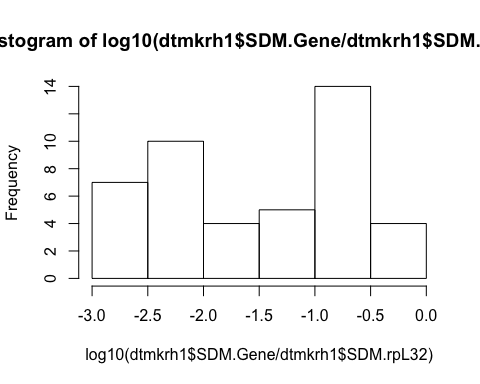 stogram of log10(dtmkrh1$SDM.Gene/dtmkrh1$SDM.
14
10
8
6
4
2
0
Frequency
-3.0 -2.5 -2.0 -1.5 -1.0 -0.5 0.0
log10(dtmkrh1$SDM.Gene/dtmkrh1$SDM.rpL32)